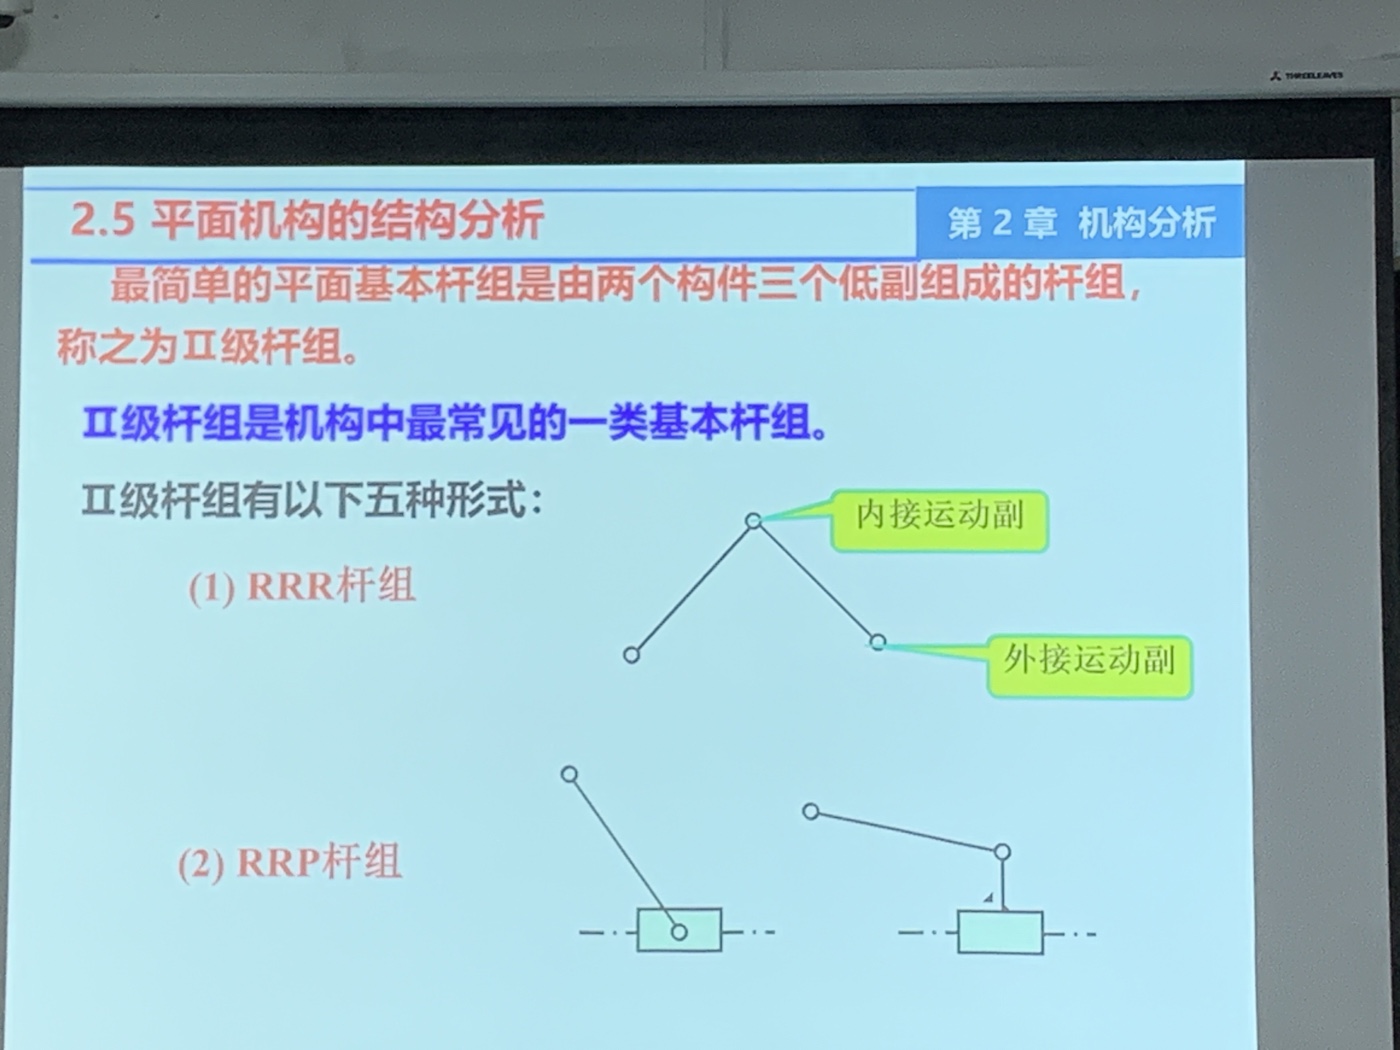 THREELEAVES
2.5 平面机构的结构分析
第 2 章 机构分析
最简单的平面基本杆组是由两个构件三个低副组成的杆组，
称之为Ⅱ级杆组。
Ⅱ级杆组是机构中最常见的一类基本杆组。
Ⅱ级杆组有以下五种形式：
内接运动副
(1) RRR杆组
外接运动副
(2) RRP杆组